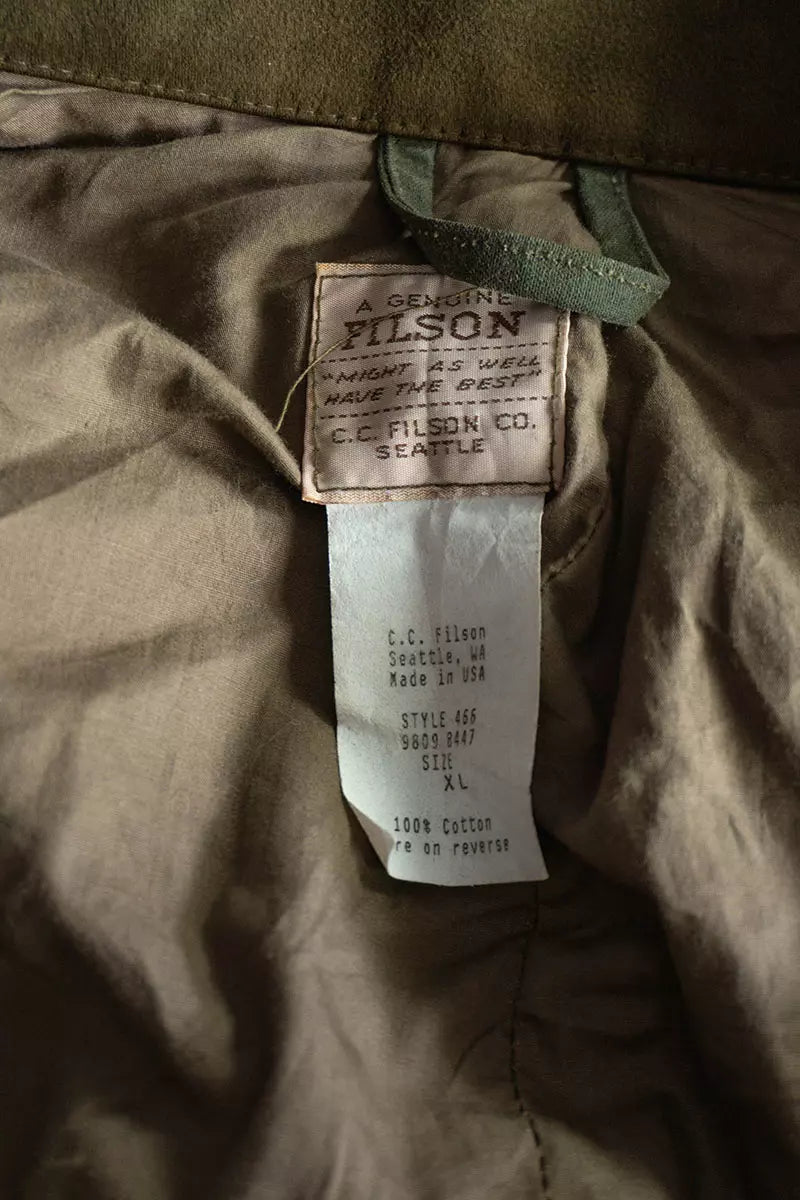 A GENUINE
FILSON
"MIGHT AS WELL
HAVE THE BEST"
C.C. FILSON CO.
SEATTLE
C.C. Filson
Seattle, WA
Made in USA
STYLE 466
9809 8447
SIZE
XL
100% Cotton
re on reverse